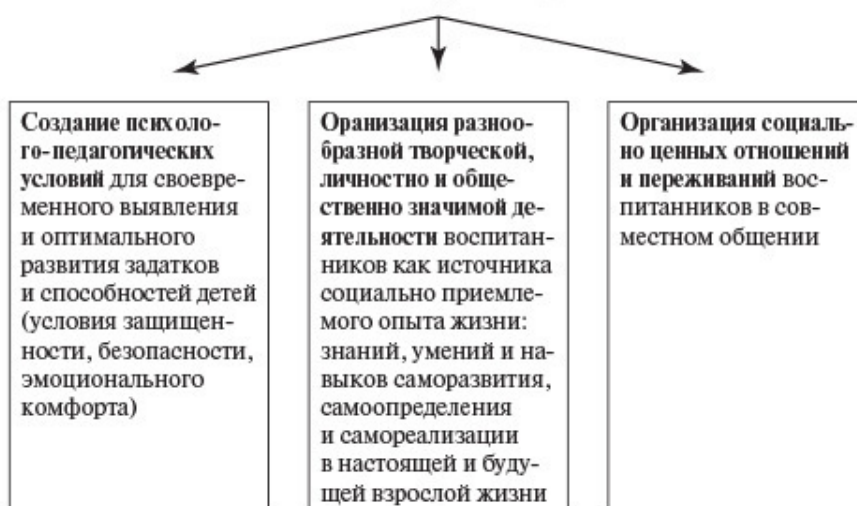 Создание психоло-
го-педагогических
условий для своевре-
менного выявления
и оптимального
развития задатков
и способностей детей
(условия защищен-
ности, безопасности,
эмоционального
комфорта)
Оранизация разноо-
бразной творческой,
личностно и обще-
ственно значимой де-
ятельности воспитан-
ников как источника
социально приемле-
мого опыта жизни:
знаний, умений и на-
выков саморазвития,
самоопределения
и самореализации
в настоящей и буду-
щей взрослой жизни
Организация социаль-
но ценных отношений
и переживаний вос-
питанников в сов-
местном общении